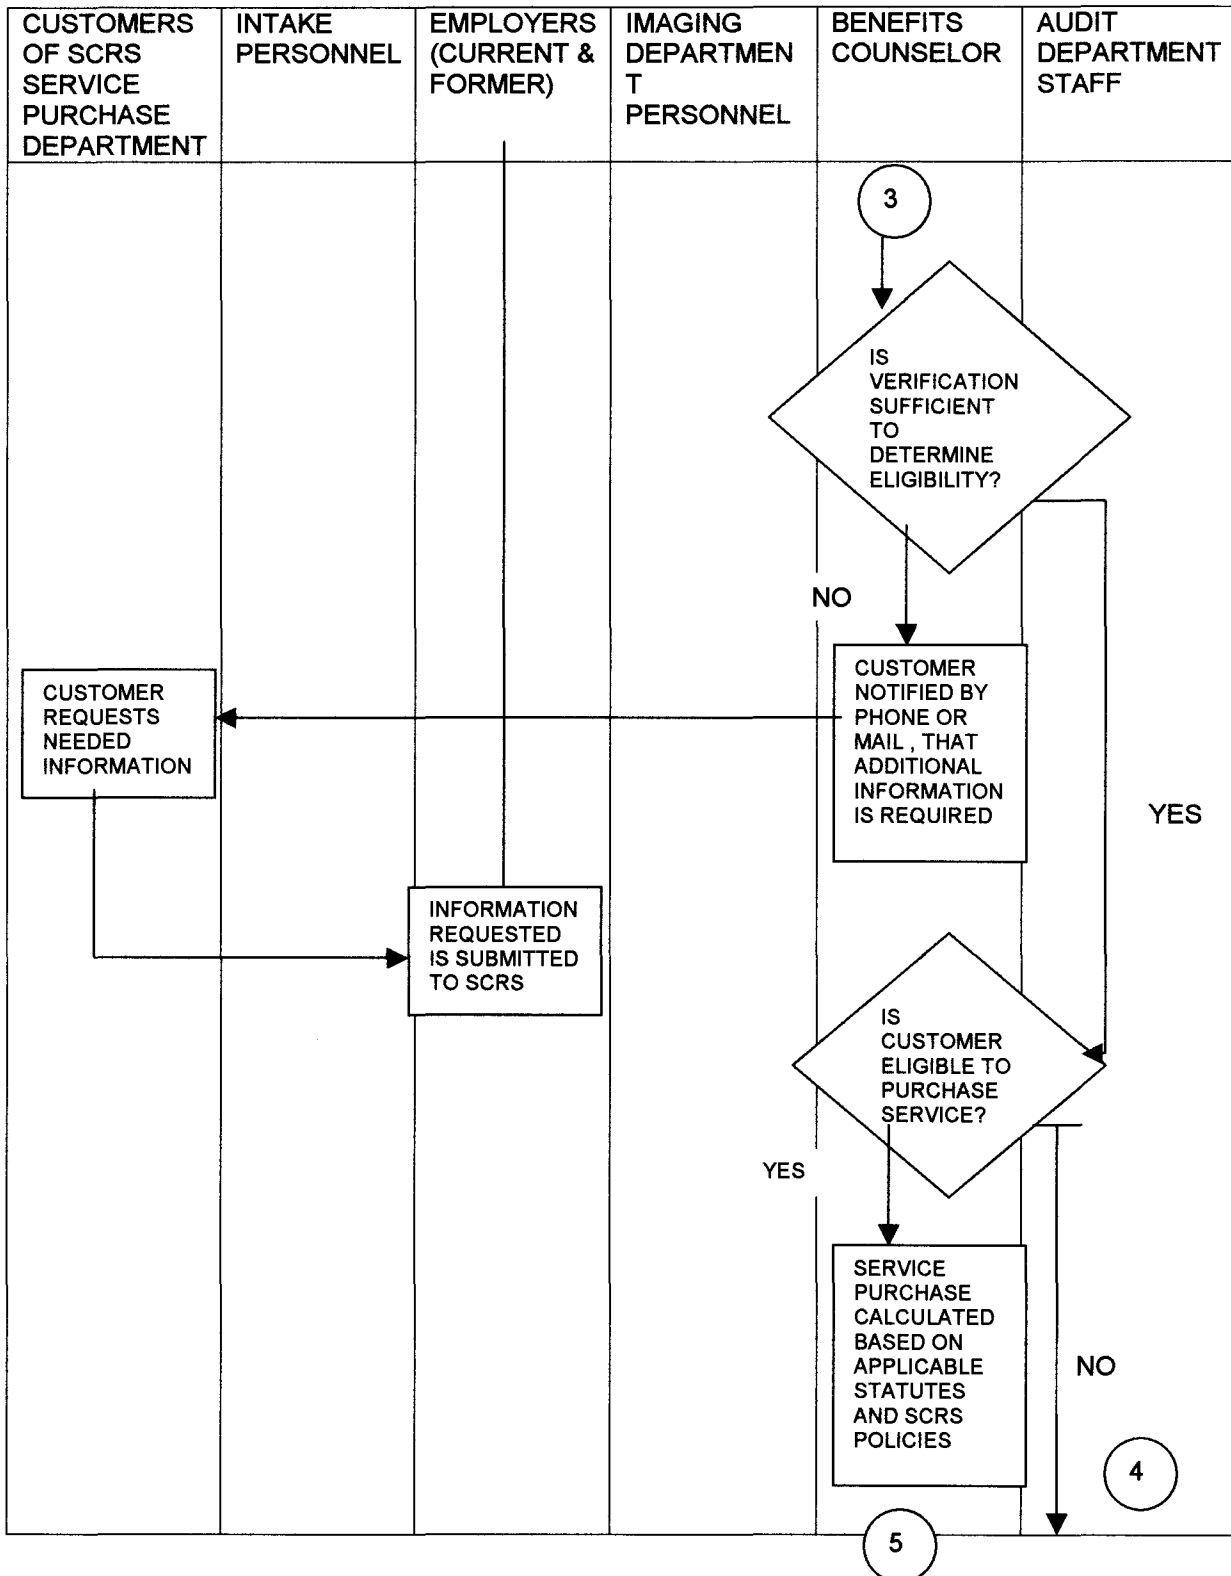 CUSTOMERS
OF SCRS
SERVICE
PURCHASE
DEPARTMENT
INTAKE
PERSONNEL
EMPLOYERS
(CURRENT &
FORMER)
IMAGING
DEPARTMEN
T
PERSONNEL
BENEFITS
COUNSELOR
AUDIT
DEPARTMENT
STAFF
3
IS
VERIFICATION
SUFFICIENT
TO
DETERMINE
ELIGIBILITY?
NO
CUSTOMER
REQUESTS
NEEDED
INFORMATION
CUSTOMER
NOTIFIED BY
PHONE OR
MAIL , THAT
ADDITIONAL
INFORMATION
IS REQUIRED
YES
INFORMATION
REQUESTED
IS SUBMITTED
TO SCRS
IS
CUSTOMER
ELIGIBLE TO
PURCHASE
SERVICE?
YES
SERVICE
PURCHASE
CALCULATED
BASED ON
APPLICABLE
STATUTES
AND SCRS
POLICIES
NO
4
5